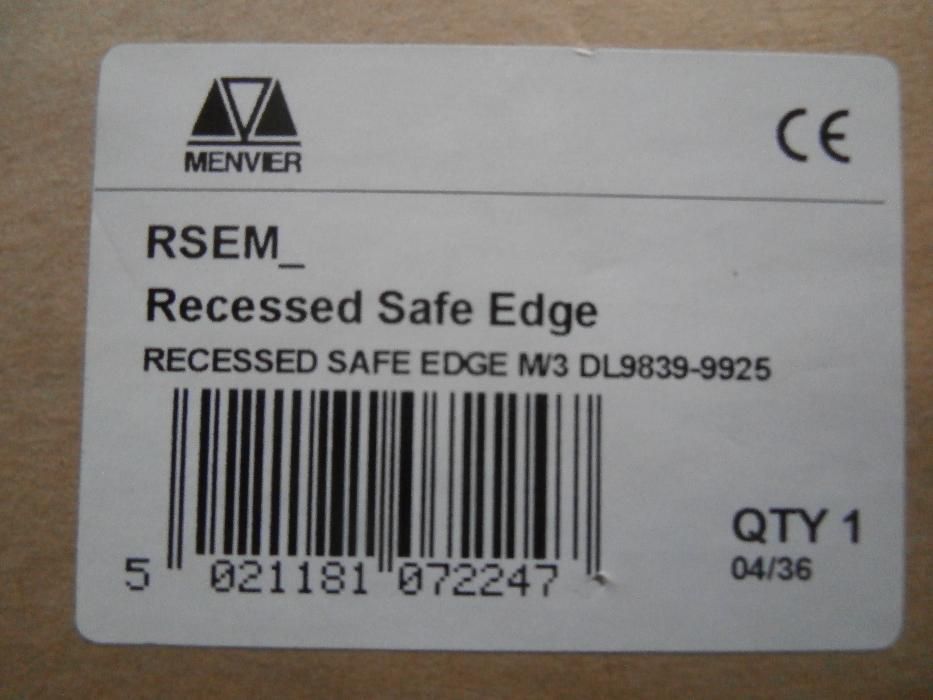 MENVIER
CE
RSEM_
Recessed Safe Edge
RECESSED SAFE EDGE M/3 DL9839-9925
5 021181 072247
QTY 1
04/36